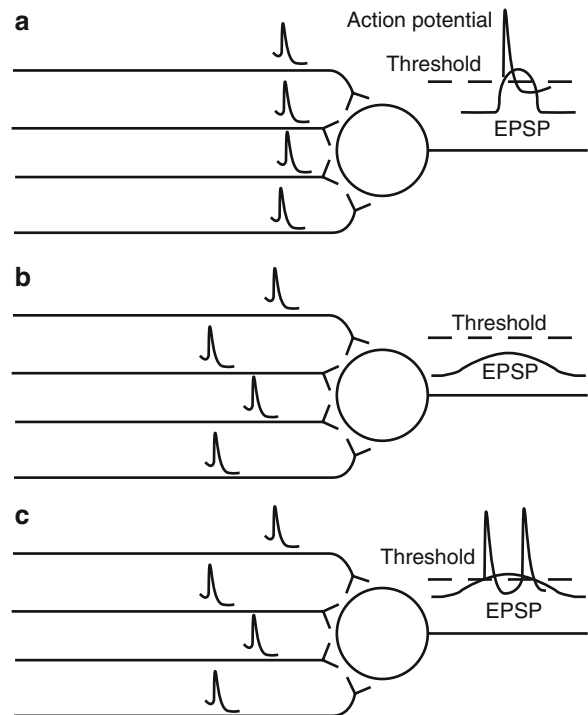 a
Action potential
Threshold
EPSP
b
Threshold
EPSP
c
Threshold
EPSP